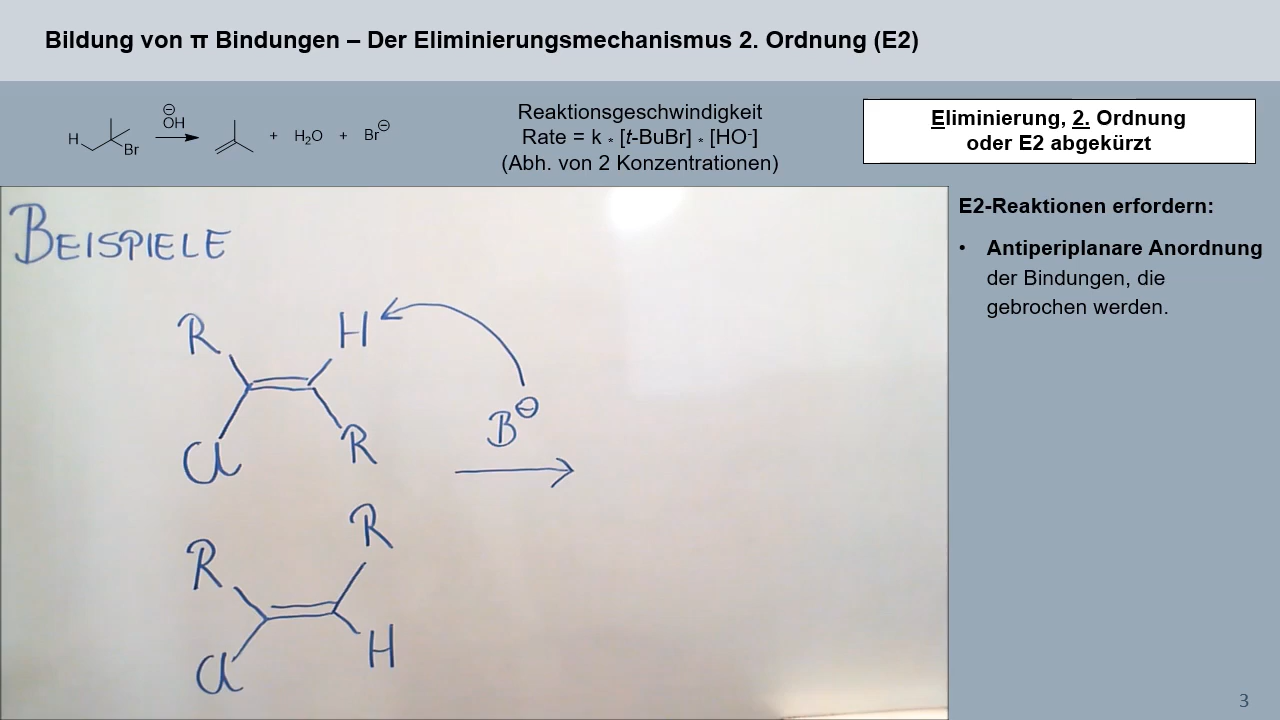 Bildung von π Bindungen – Der Eliminierungsmechanismus 2. Ordnung (E2)
H
Br
⊖
OH
+ H₂O + Br⊖
Reaktionsgeschwindigkeit
Rate = k * [t-BuBr] * [HO⁻]
(Abh. von 2 Konzentrationen)
Eliminierung, 2. Ordnung
oder E2 abgekürzt
BEISPIELE
R H
Cl R
B⊖
R R
Cl H
E2-Reaktionen erfordern:
• Antiperiplanare Anordnung
der Bindungen, die
gebrochen werden.
3